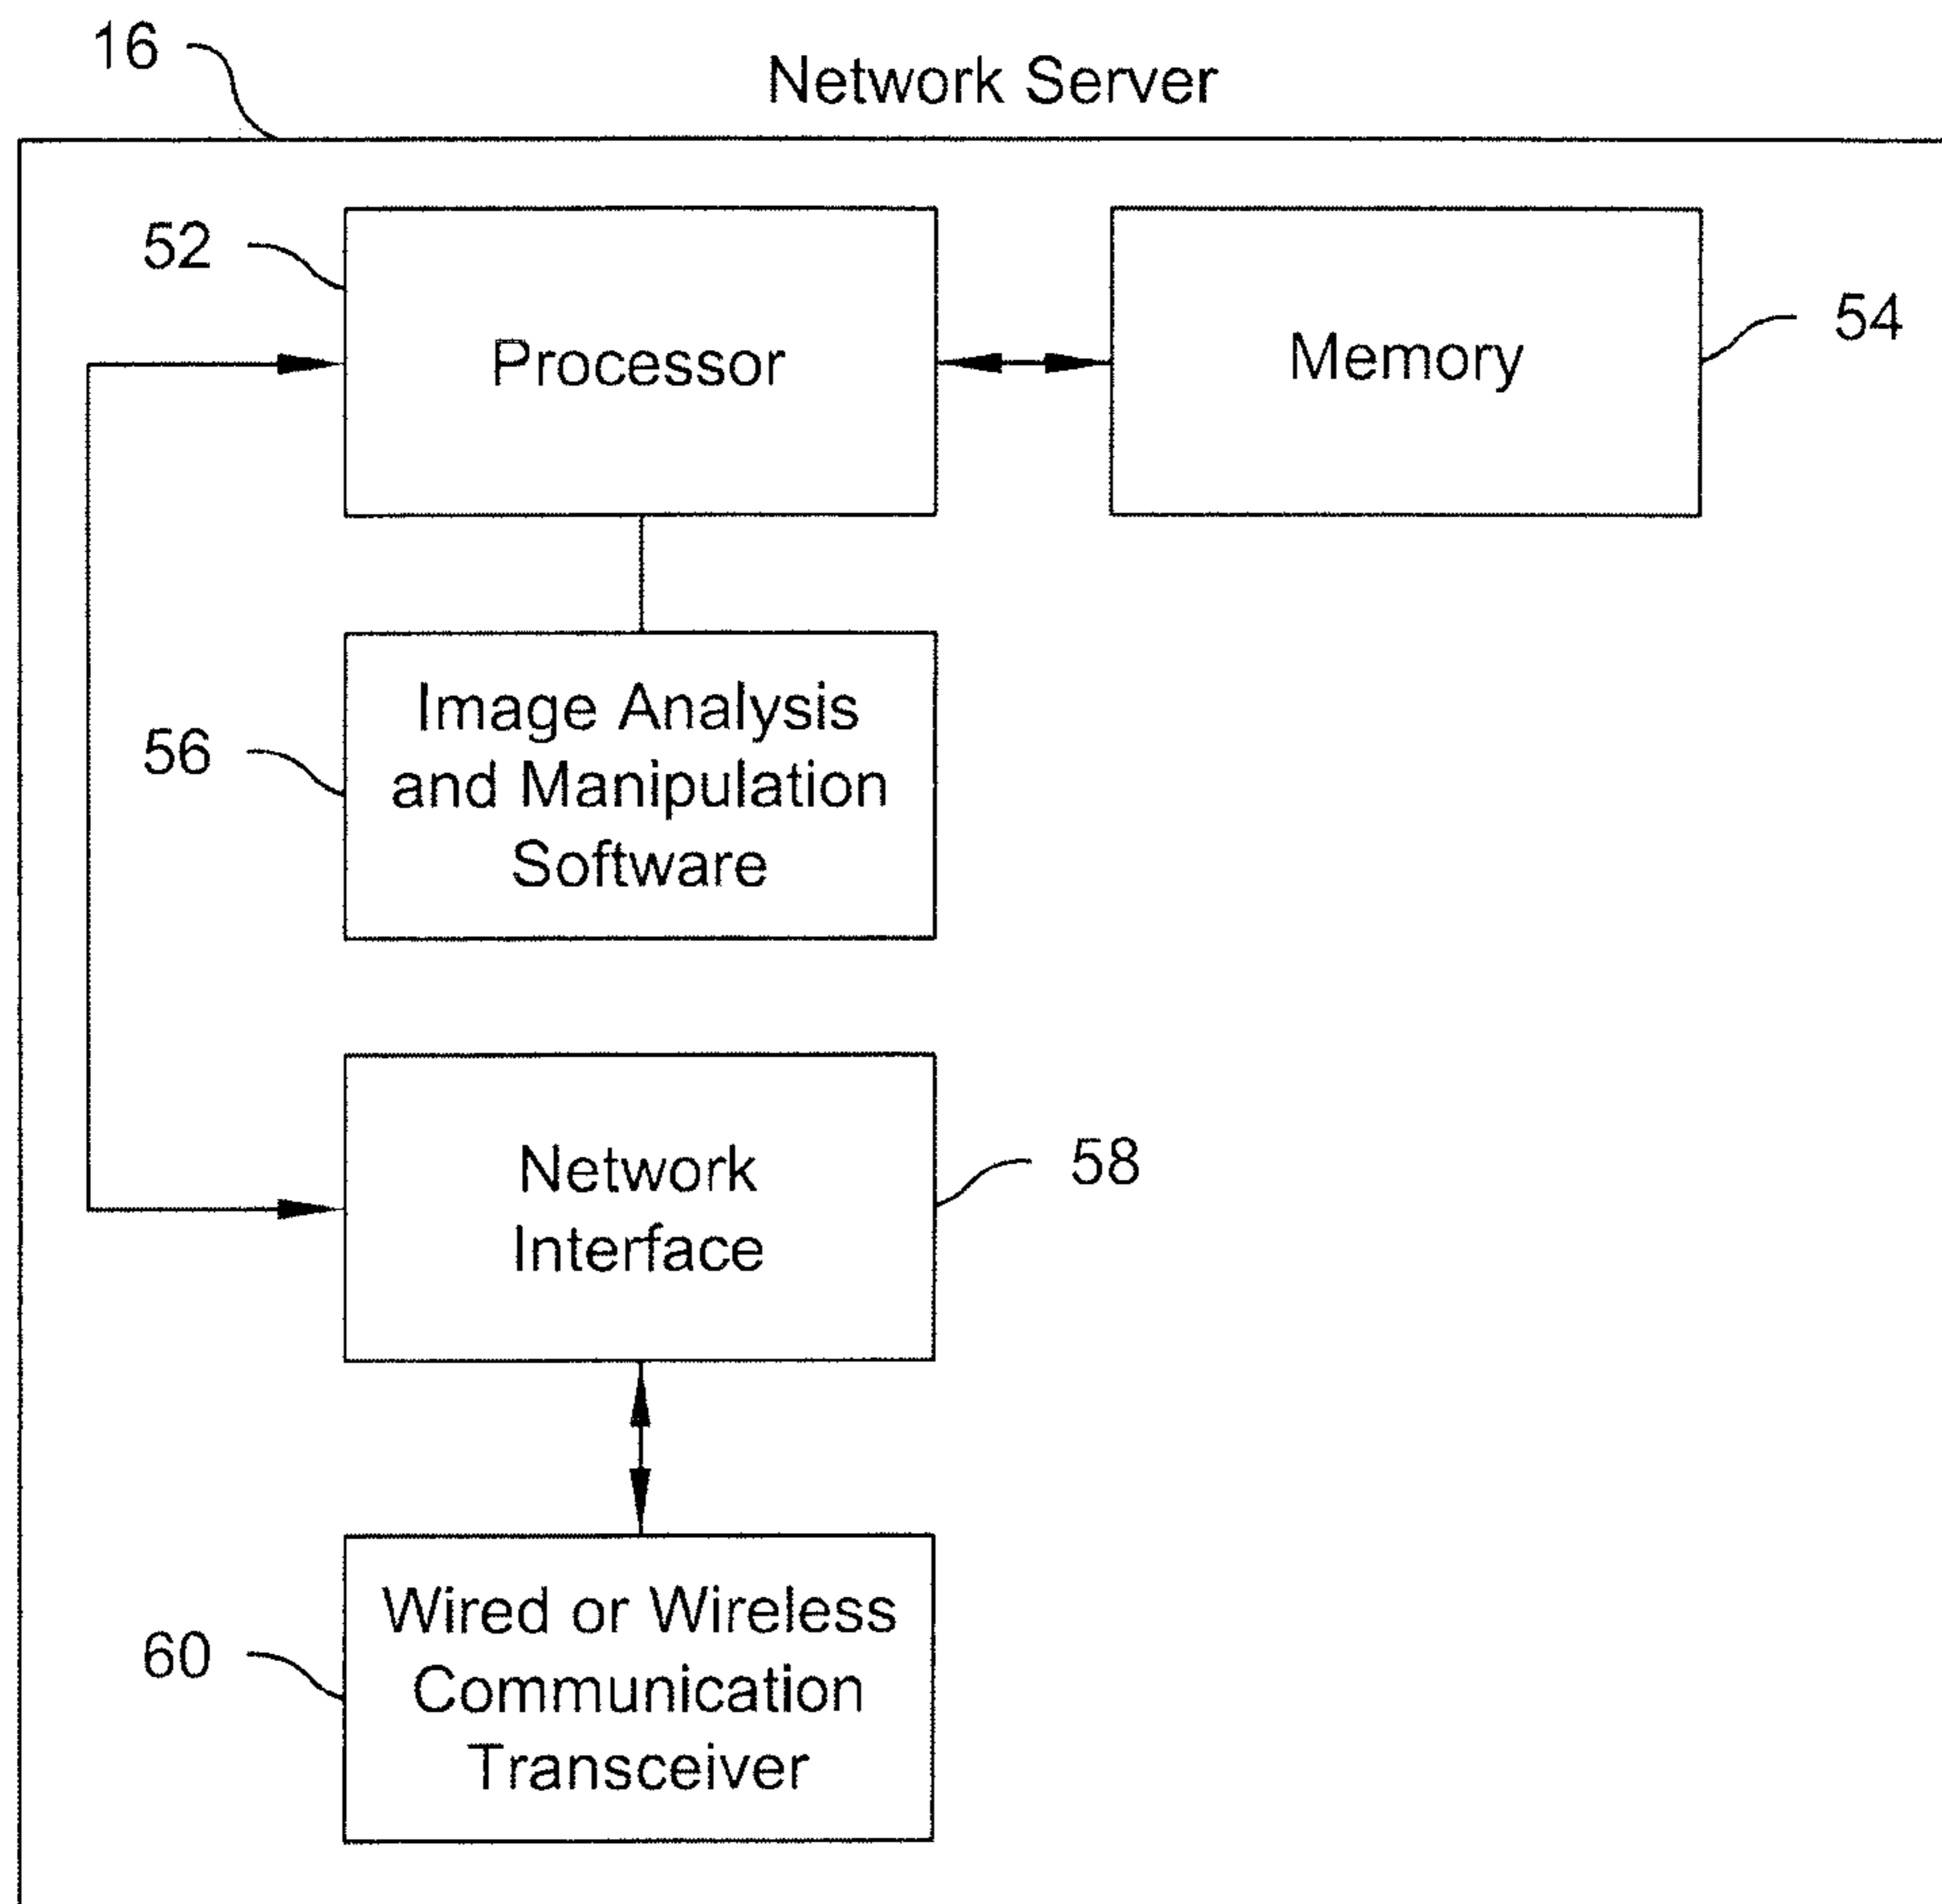 16
Network Server
52
Processor
Memory
54
56
Image Analysis
and Manipulation
Software
Network
Interface
58
60
Wired or Wireless
Communication
Transceiver